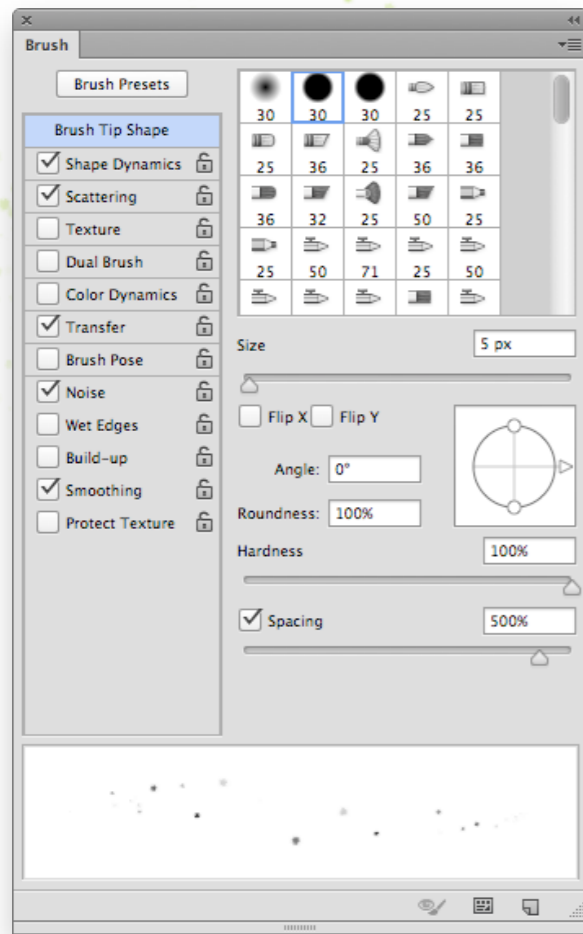 Brush
Brush Presets
Brush Tip Shape
Shape Dynamics
Scattering
Texture
Dual Brush
Color Dynamics
Transfer
Brush Pose
Noise
Wet Edges
Build-up
Smoothing
Protect Texture
30 30 30 25 25
25 36 25 36 36
36 32 25 50 25
25 50 71 25 50
Size 5 px
Flip X Flip Y
Angle: 0°
Roundness: 100%
Hardness 100%
Spacing 500%